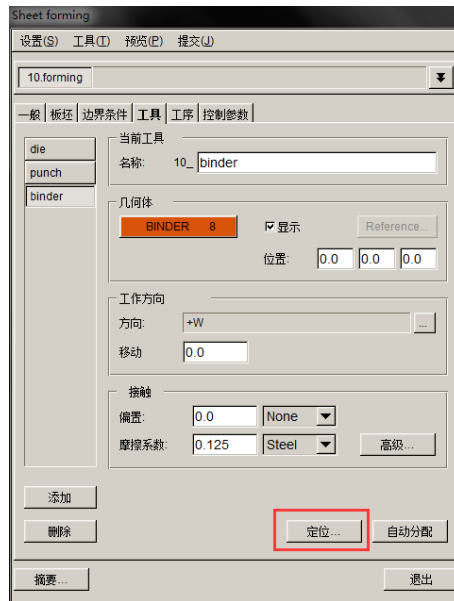 Sheet forming
设置(S) 工具(T) 预览(P) 提交(J)
10.forming
一般 板坯 边界条件 工具 工序 控制参数
die
punch
binder
当前工具
名称: 10_ binder
几何体
BINDER 8 显示 Reference...
位置: 0.0 0.0 0.0
工作方向
方向: +W ...
移动 0.0
接触
偏置: 0.0 None
摩擦系数: 0.125 Steel 高级...
添加
删除 定位... 自动分配
摘要... 退出